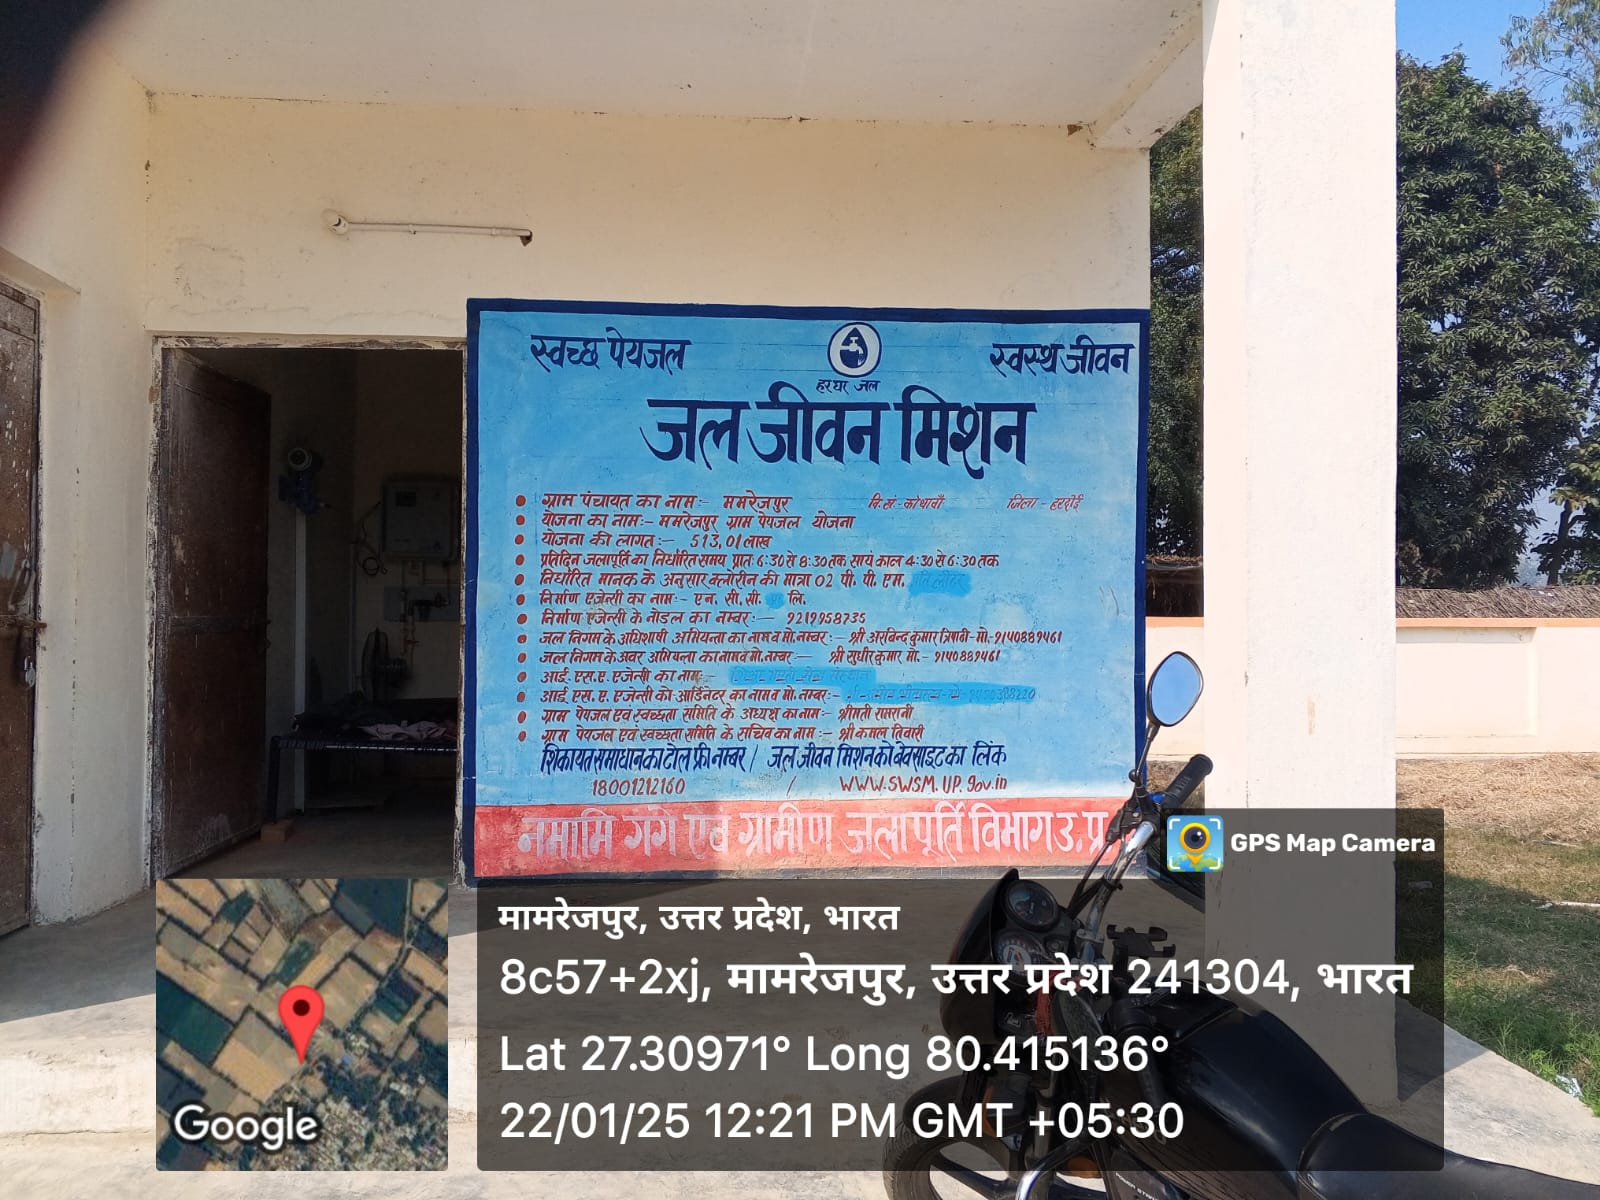 स्वच्छ पेयजल
स्वस्थ जीवन
हर घर जल
जल जीवन मिशन
ग्राम पंचायत का नाम:- ममरेजपुर वि.खं.-कोथावाँ जिला - हरदोई
योजना का नाम:- ममरेजपुर ग्राम पेयजल योजना
योजना की लागत:- 513,01 लाख
प्रतिदिन जलापूर्ति का निर्धारित समय प्रातः 6:30 से 8:30 तक सायं काल 4:30 से 6:30 तक
निर्धारित मानक के अनुसार क्लोरीन की मात्रा 02 पी. पी. एम. प्रति लीटर
निर्माण एजेन्सी का नाम:- एन. सी. सी. लि.
निर्माण एजेन्सी के नोडल का नम्बर:- 9219958735
जल निगम के अधिशाषी अभियन्ता का नाम व मो. नम्बर:- श्री अरबिन्द कुमार त्रिपाठी-मो.-9140889461
जल निगम के अवर अभियन्ता का नाम व मो. नम्बर:- श्री सुधीर कुमार मो.- 9140889461
आई. एस. ए. एजेन्सी का नाम:-
आई. एस. ए. एजेन्सी को आर्डिनेटर का नाम व मो. नम्बर:-
ग्राम पेयजल एवं स्वच्छता समिति के अध्यक्ष का नाम:- श्रीमती रामरानी
ग्राम पेयजल एवं स्वच्छता समिति के सचिव का नाम:- श्री कमल तिवारी
शिकायत समाधान का टोल फ्री नम्बर / जल जीवन मिशन को वेवसाइट का लिंक
18001212160 / WWW.SWSM.UP.gov.in
नमामि गंगे एवं ग्रामीण जलापूर्ति विभाग उ. प्र.
GPS Map Camera
मामरेजपुर, उत्तर प्रदेश, भारत
8c57+2xj, मामरेजपुर, उत्तर प्रदेश 241304, भारत
Lat 27.30971° Long 80.415136°
22/01/25 12:21 PM GMT +05:30
Google